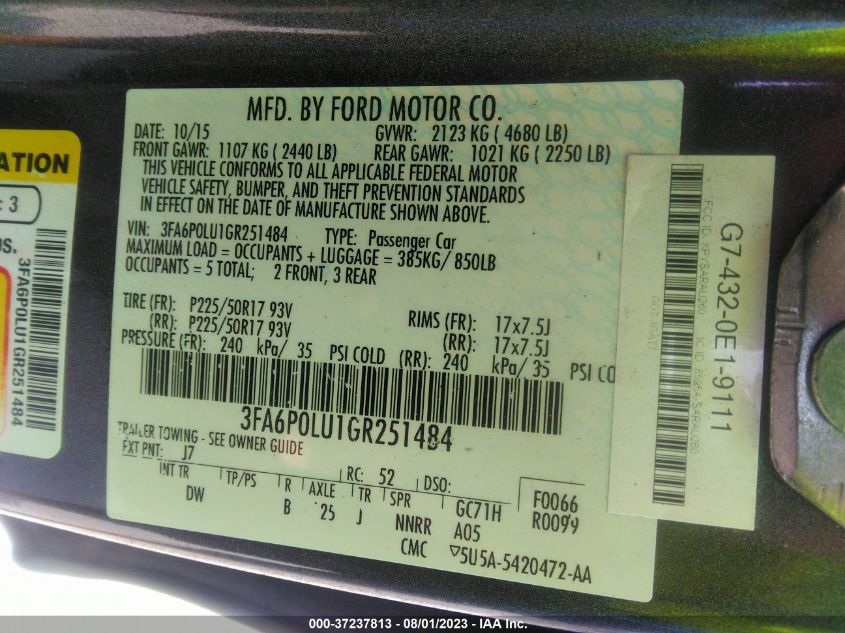 MFD. BY FORD MOTOR CO.
DATE: 10/15 GVWR: 2123 KG ( 4680 LB)
FRONT GAWR: 1107 KG ( 2440 LB) REAR GAWR: 1021 KG ( 2250 LB)
THIS VEHICLE CONFORMS TO ALL APPLICABLE FEDERAL MOTOR
VEHICLE SAFETY, BUMPER, AND THEFT PREVENTION STANDARDS
IN EFFECT ON THE DATE OF MANUFACTURE SHOWN ABOVE.
VIN: 3FA6P0LU1GR251484 TYPE: Passenger Car
MAXIMUM LOAD = OCCUPANTS + LUGGAGE = 385KG/ 850LB
OCCUPANTS = 5 TOTAL; 2 FRONT, 3 REAR
TIRE (FR): P225/50R17 93V RIMS (FR): 17x7.5J
(RR): P225/50R17 93V (RR): 17x7.5J
PRESSURE (FR): 240 kPa/ 35 PSI COLD (RR): 240 kPa/ 35 PSI CO
3FA6P0LU1GR251484
TRAILER TOWING - SEE OWNER GUIDE
EXT PNT: J7 RC: 52 DSO:
INT TR TP/PS R AXLE TR SPR GC71H F0066
DW B 25 J NNRR A05 R0099
CMC ▽5U5A-5420472-AA
ATION
: 3
OS.
3FA6P0LU1GR251484
G7-432-0E1-9111
000-37237813 - 08/01/2023 - IAA Inc.